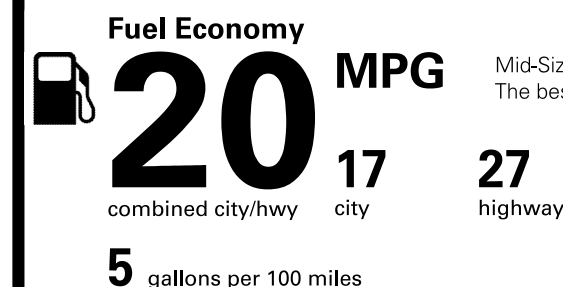 Fuel Economy
20 MPG
Mid-Siz
The bes
17 27
combined city/hwy city highway
5 gallons per 100 miles